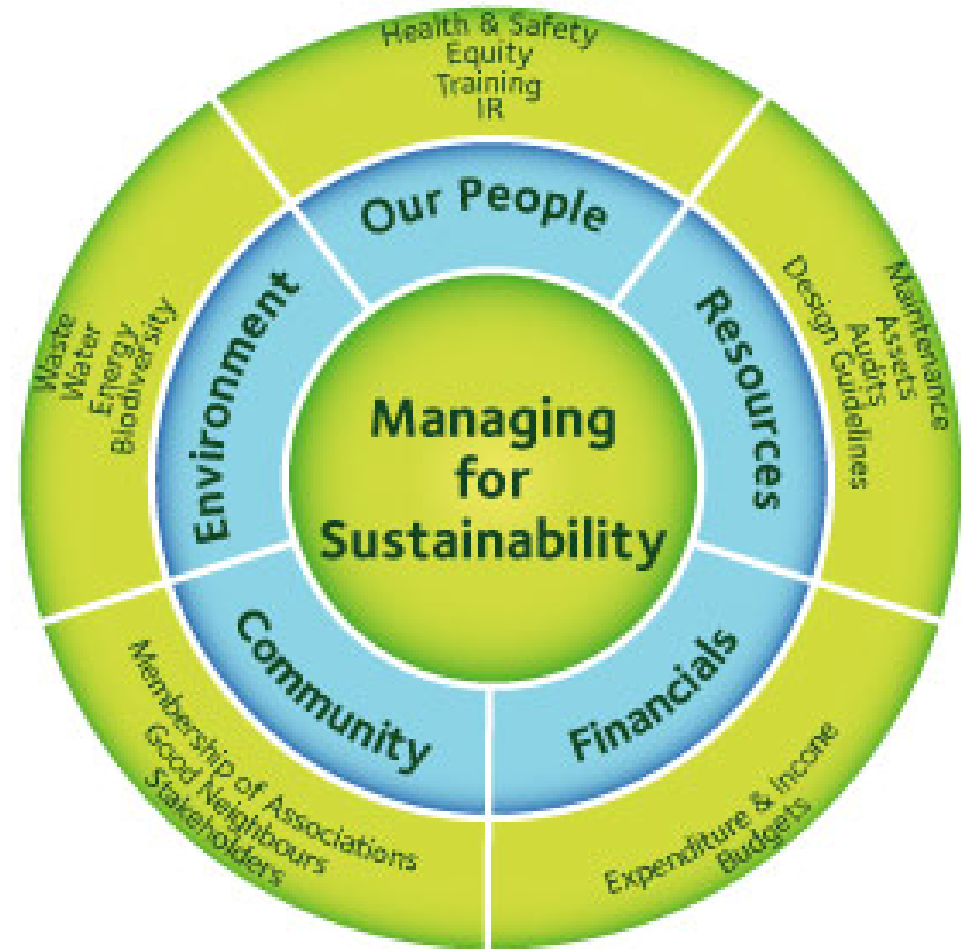 Health & Safety
Equity
Training
IR
Our People
Maintenance
Assets
Audits
Design Guidelines
Resources
Expenditure & Income
Budgets
Financials
Membership of Associations
Good Neighbours
Stakeholders
Community
Waste
Water
Energy
Biodiversity
Environment
Managing
for
Sustainability